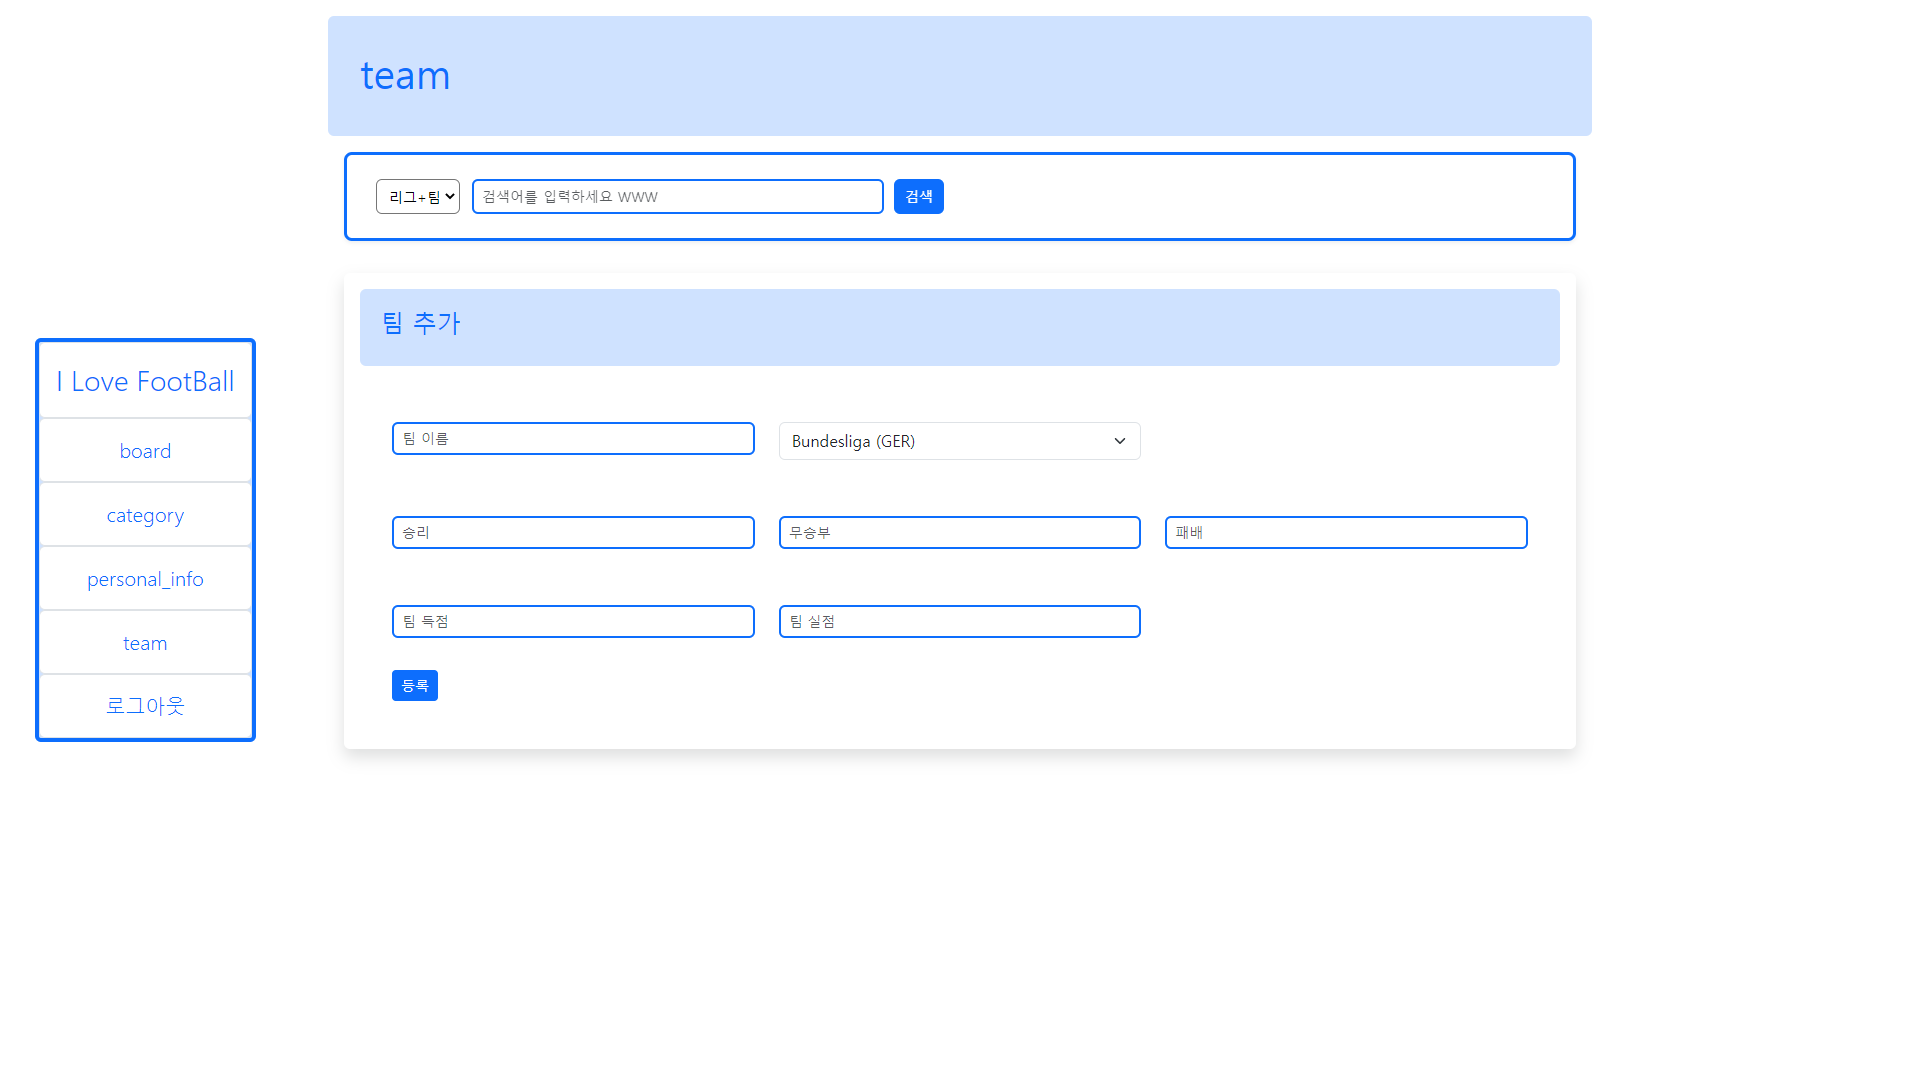 team
리그+팀
검색어를 입력하세요 WWW
검색
I Love FootBall
board
category
personal_info
team
로그아웃
팀 추가
팀 이름
Bundesliga (GER)
승리
무승부
패배
팀 득점
팀 실점
등록